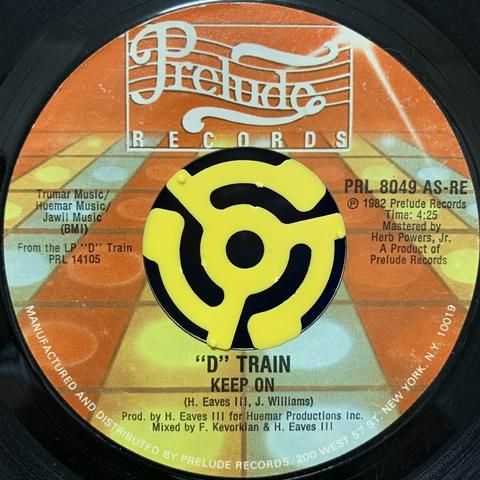 Prelude
RECORDS
Trumar Music/
Huemar Music/
Jawil Music
(BMI)
From the LP "D" Train
PRL 14105
PRL 8049 AS-RE
℗ 1982 Prelude Records
Time: 4:25
Mastered by
Herb Powers, Jr.
A Product of
Prelude Records
"D" TRAIN
KEEP ON
(H. Eaves III, J. Williams)
Prod. by H. Eaves III for Huemar Productions Inc.
Mixed by F. Kevorkian & H. Eaves III
MANUFACTURED AND DISTRIBUTED BY PRELUDE RECORDS, 200 WEST 57 ST. NEW YORK, N.Y. 10019